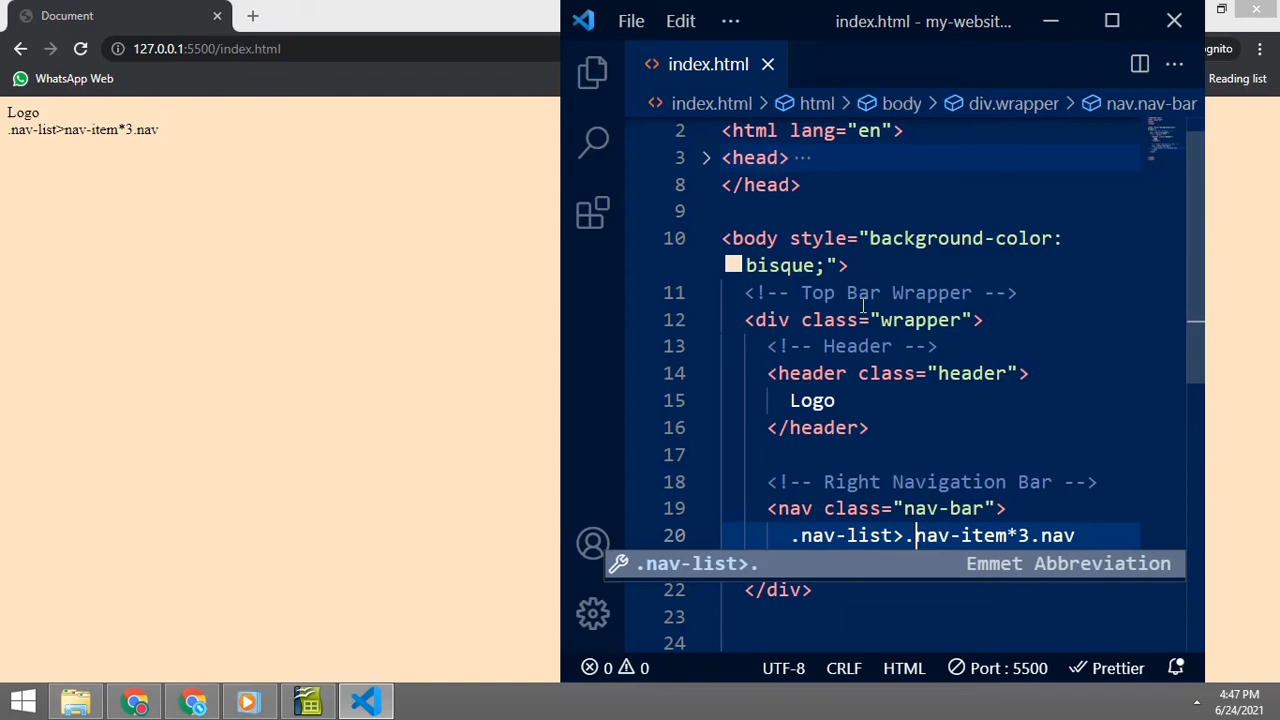 Document
127.0.0.1:5500/index.html
WhatsApp Web
Logo
.nav-list>nav-item*3.nav
File Edit ··· index.html - my-websit...
index.html
index.html > html > body > div.wrapper > nav.nav-bar
2 <html lang="en">
3 <head> ···
8 </head>
9
10 <body style="background-color:
bisque;">
11 <!-- Top Bar Wrapper -->
12 <div class="wrapper">
13 <!-- Header -->
14 <header class="header">
15 Logo
16 </header>
17
18 <!-- Right Navigation Bar -->
19 <nav class="nav-bar">
20 .nav-list>.nav-item*3.nav
.nav-list>. Emmet Abbreviation
22 </div>
23
24
0 0 UTF-8 CRLF HTML Port : 5500 Prettier
ognito
Reading list
4:47 PM
6/24/2021